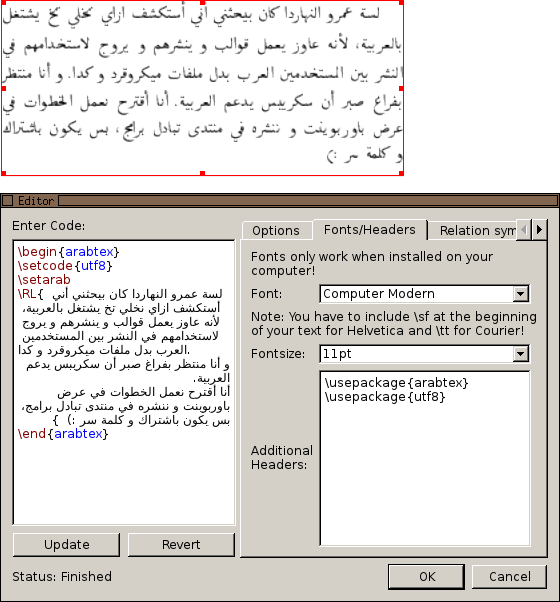 لسة عمرو النهاردا كان بيحثني أني أستكشف ازاي نخلي تخ يشتغل
بالعربية، لأنه عاوز يعمل قوالب و ينشرهم و يروج لاستخدامهم في
النشر بين المستخدمين العرب بدل ملفات ميكروقرد و كدا. و أنا منتظر
بفراغ صبر أن سكريبس يدعم العربية. أنا أقترح نعمل الخطوات في
عرض باوربوينت و ننشره في منتدى تبادل برامج، بس يكون باشتراك
و كلمة سر :)
Editor
Enter Code:
\begin{arabtex}
\setcode{utf8}
\setarab
\RL{ لسة عمرو النهاردا كان بيحثني أني
أستكشف ازاي نخلي تخ يشتغل بالعربية،
لأنه عاوز يعمل قوالب و ينشرهم و يروج
لاستخدامهم في النشر بين المستخدمين
العرب بدل ملفات ميكروقرد و كدا.
و أنا منتظر بفراغ صبر أن سكريبس يدعم
العربية.
أنا أقترح نعمل الخطوات في عرض
باوربوينت و ننشره في منتدى تبادل برامج،
بس يكون باشتراك و كلمة سر :) }
\end{arabtex}
Update
Revert
Status: Finished
Options
Fonts/Headers
Relation sym
Fonts only work when installed on your
computer!
Font:
Computer Modern
Note: You have to include \sf at the beginning
of your text for Helvetica and \tt for Courier!
Fontsize:
11pt
Additional
Headers:
\usepackage{arabtex}
\usepackage{utf8}
OK
Cancel